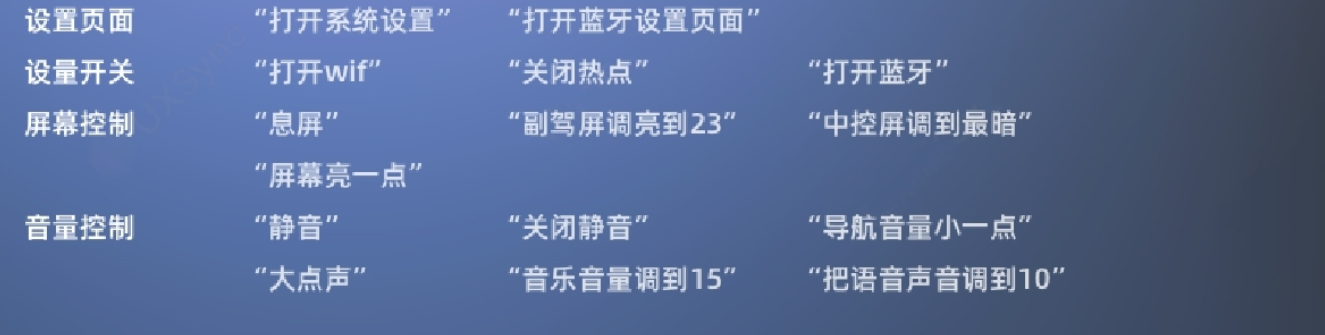 设置页面 “打开系统设置” “打开蓝牙设置页面”
设量开关 “打开wif” “关闭热点” “打开蓝牙”
屏幕控制 “息屏” “副驾屏调亮到23” “中控屏调到最暗”
“屏幕亮一点”
音量控制 “静音” “关闭静音” “导航音量小一点”
“大点声” “音乐音量调到15” “把语音声音调到10”